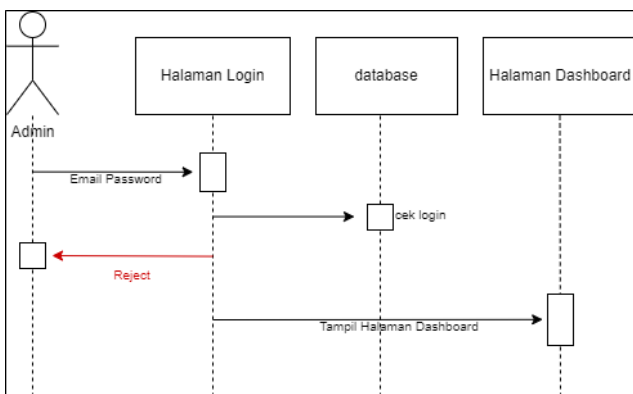 Halaman Login
database
Halaman Dashboard
Admin
Email Password
cek login
Reject
Tampil Halaman Dashboard